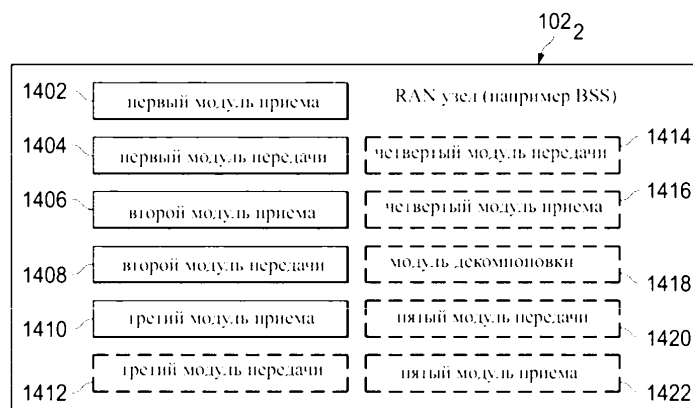 102₂
1402 первый модуль приема RAN узел (например BSS)
1404 первый модуль передачи четвертый модуль передачи 1414
1406 второй модуль приема четвертый модуль приема 1416
1408 второй модуль передачи модуль декомпоновки 1418
1410 третий модуль приема пятый модуль передачи 1420
1412 третий модуль передачи пятый модуль приема 1422